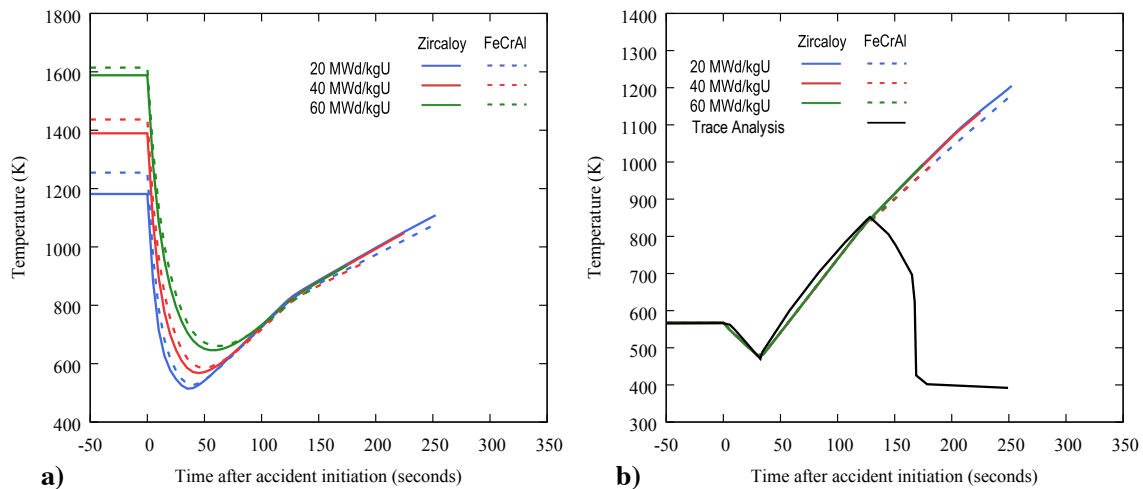 1800
1600
1400
1200
1000
800
600
400
-50 0 50 100 150 200 250 300 350
Temperature (K)
Time after accident initiation (seconds)
Zircaloy FeCrAl
20 MWd/kgU
40 MWd/kgU
60 MWd/kgU
a)
1400
1300
1200
1100
1000
900
800
700
600
500
400
300
-50 0 50 100 150 200 250 300 350
Temperature (K)
Time after accident initiation (seconds)
Zircaloy FeCrAl
20 MWd/kgU
40 MWd/kgU
60 MWd/kgU
Trace Analysis
b)